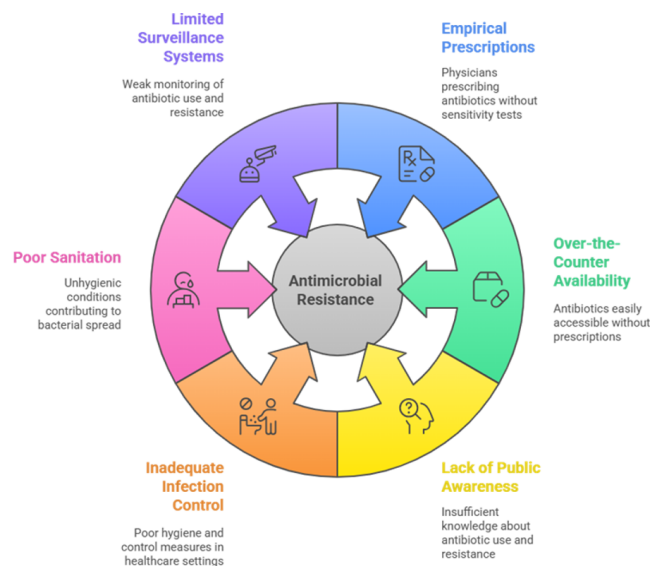 Limited
Surveillance
Systems
Weak monitoring of
antibiotic use and
resistance
Empirical
Prescriptions
Physicians
prescribing
antibiotics without
sensitivity tests
Rx
Poor Sanitation
Unhygienic
conditions
contributing to
bacterial spread
Antimicrobial
Resistance
Over-the-
Counter
Availability
Antibiotics easily
accessible without
prescriptions
?
Inadequate
Infection
Control
Poor hygiene and
control measures in
healthcare settings
Lack of Public
Awareness
Insufficient
knowledge about
antibiotic use and
resistance